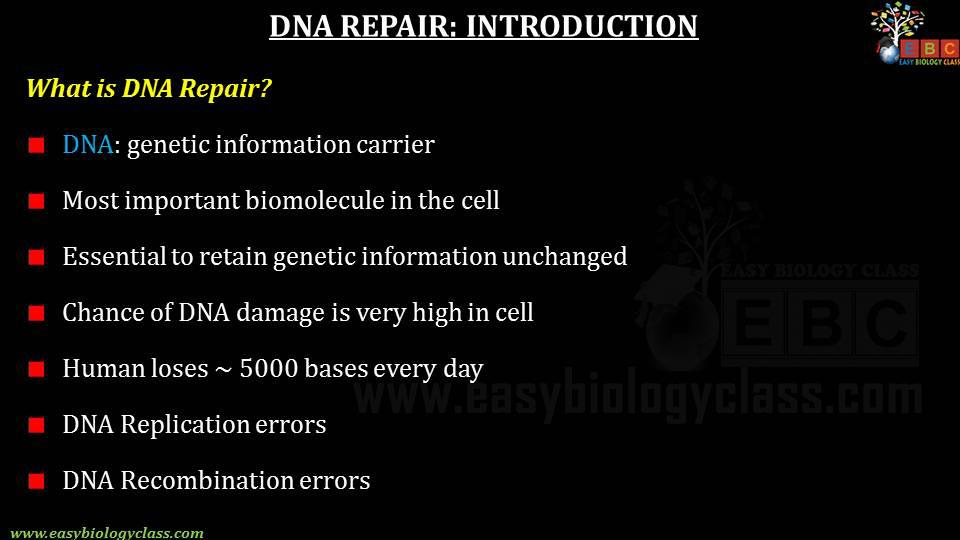 DNA REPAIR: INTRODUCTION
E B C
EASY BIOLOGY CLASS
What is DNA Repair?
DNA: genetic information carrier
Most important biomolecule in the cell
Essential to retain genetic information unchanged
EASY BIOLOGY CLASS
EBC
Chance of DNA damage is very high in cell
Human loses ~ 5000 bases every day
www.easybiologyclass.com
DNA Replication errors
DNA Recombination errors
www.easybiologyclass.com